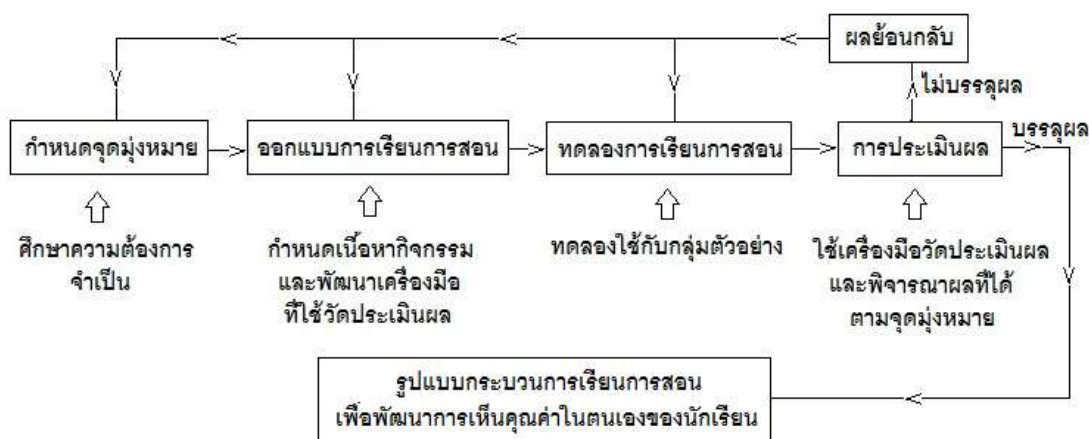 ผลย้อนกลับ
ไม่บรรลุผล
บรรลุผล
กำหนดจุดมุ่งหมาย
ออกแบบการเรียนการสอน
ทดลองการเรียนการสอน
การประเมินผล
ศึกษาความต้องการ
จำเป็น
กำหนดเนื้อหากิจกรรม
และพัฒนาเครื่องมือ
ที่ใช้วัดประเมินผล
ทดลองใช้กับกลุ่มตัวอย่าง
ใช้เครื่องมือวัดประเมินผล
และพิจารณาผลที่ได้
ตามจุดมุ่งหมาย
รูปแบบกระบวนการเรียนการสอน
เพื่อพัฒนาการเห็นคุณค่าในตนเองของนักเรียน